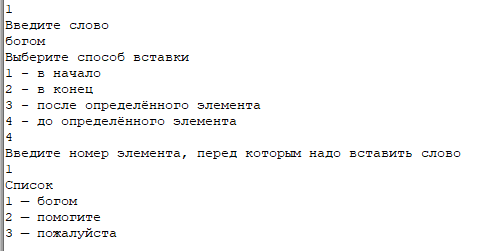 1
Введите слово
богом
Выберите способ вставки
1 - в начало
2 - в конец
3 - после определённого элемента
4 - до определённого элемента
4
Введите номер элемента, перед которым надо вставить слово
1
Список
1 — богом
2 — помогите
3 — пожалуйста